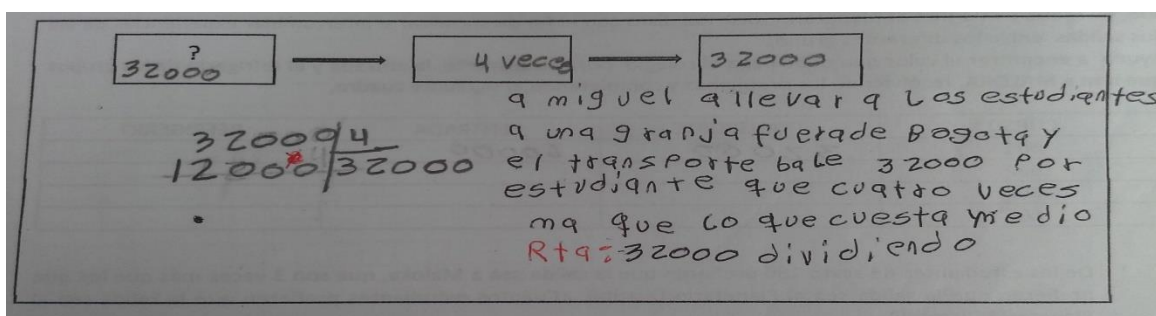 ?
32000
4 veces
32000
32000 4
12000 32000
a miguel allevar a Los estudiantes
a una granja fuerade Bogota y
el transporte bale 32000 por
estudiante que cuatro veces
ma que lo que cuesta medio
Rta: 32000 dividiendo